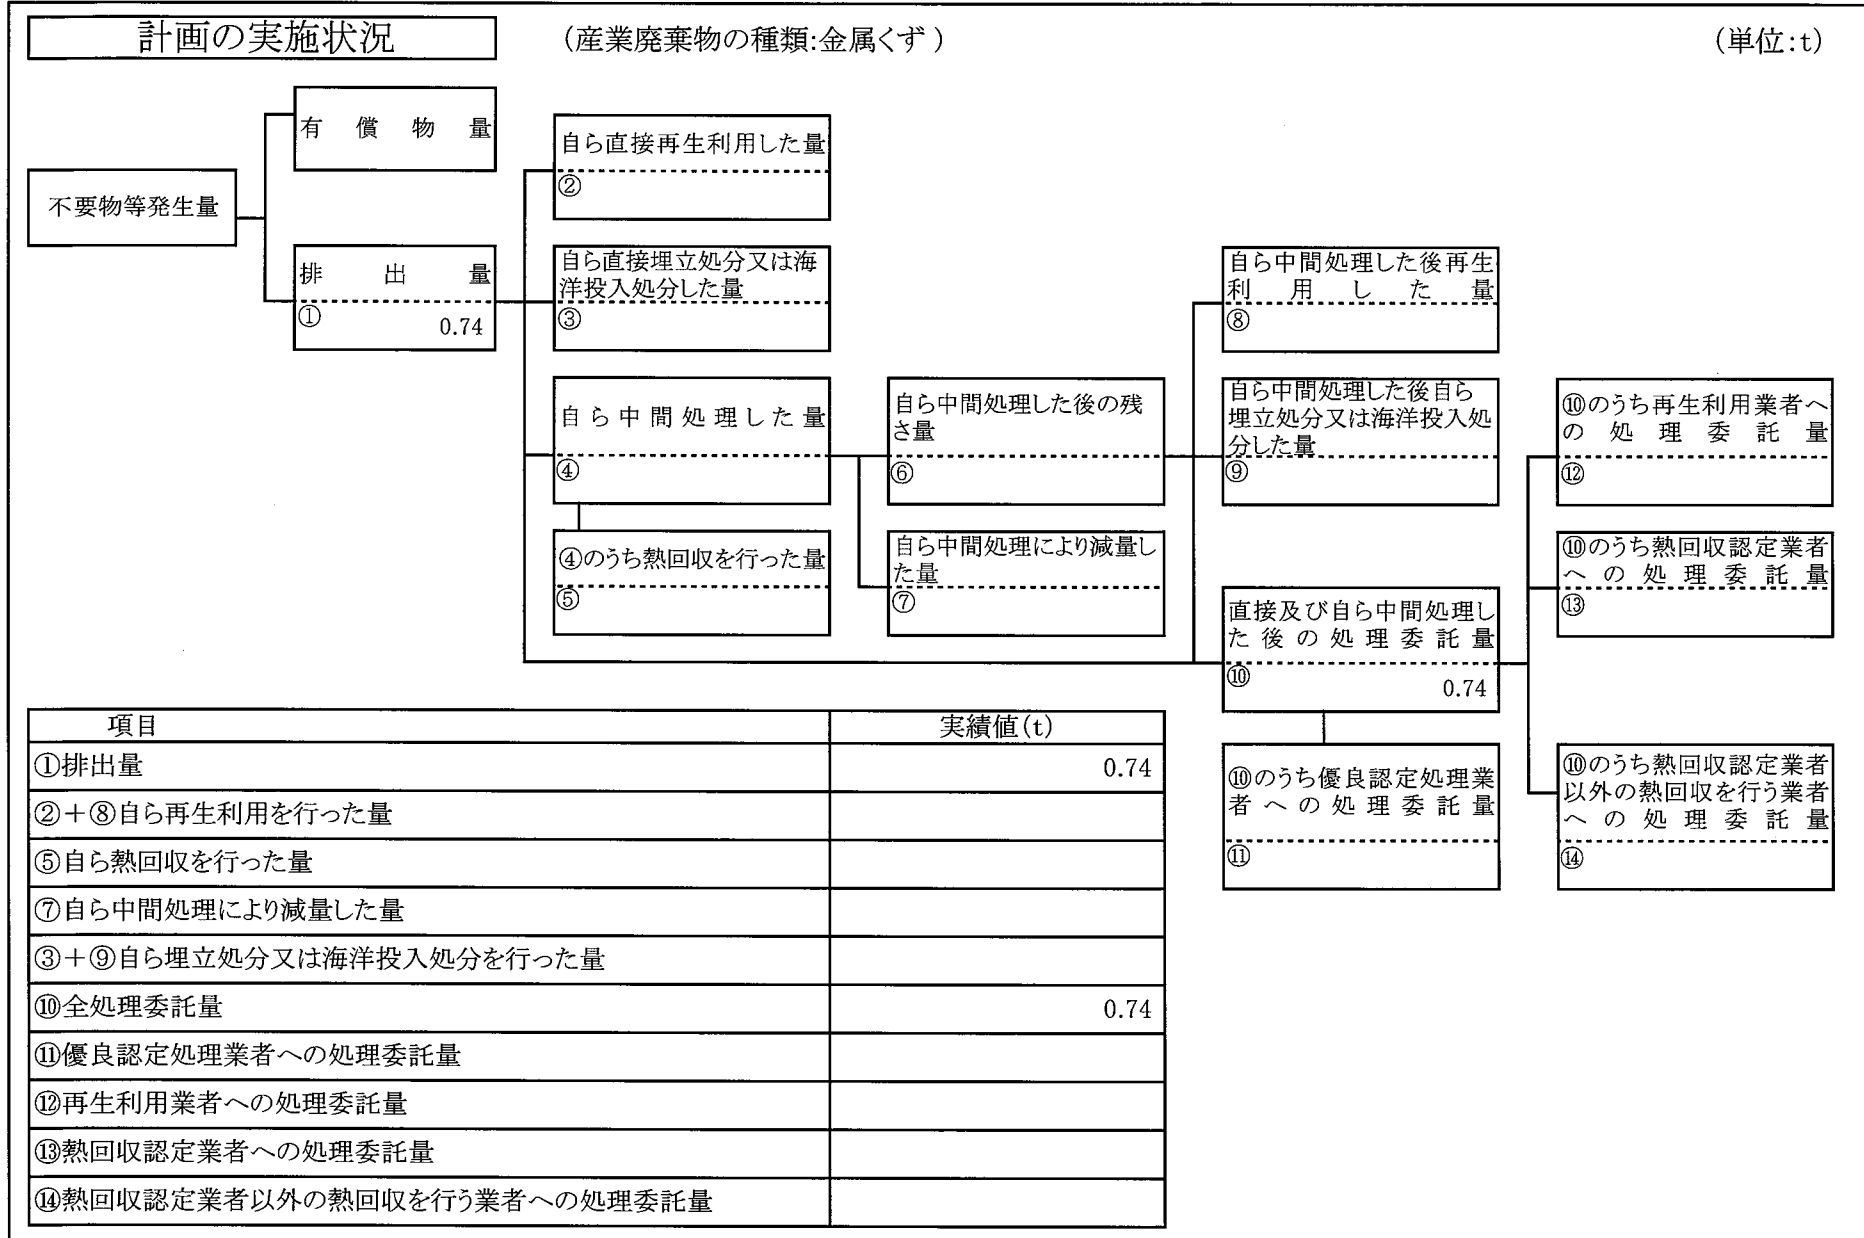 計画の実施状況
(産業廃棄物の種類:金属くず)
(単位:t)
有償物量
不要物等発生量
排出量
①
0.74
自ら直接再生利用した量
②
自ら直接埋立処分又は海
洋投入処分した量
③
自ら中間処理した量
④
④のうち熱回収を行った量
⑤
自ら中間処理した後の残
さ量
⑥
自ら中間処理により減量し
た量
⑦
自ら中間処理した後再生
利用した量
⑧
自ら中間処理した後自ら
埋立処分又は海洋投入処
分した量
⑨
直接及び自ら中間処理し
た後の処理委託量
⑩
0.74
⑩のうち優良認定処理業
者への処理委託量
⑪
⑩のうち再生利用業者へ
の処理委託量
⑫
⑩のうち熱回収認定業者
への処理委託量
⑬
⑩のうち熱回収認定業者
以外の熱回収を行う業者
への処理委託量
⑭
項目 実績値(t)
①排出量 0.74
②+⑧自ら再生利用を行った量
⑤自ら熱回収を行った量
⑦自ら中間処理により減量した量
③+⑨自ら埋立処分又は海洋投入処分を行った量
⑩全処理委託量 0.74
⑪優良認定処理業者への処理委託量
⑫再生利用業者への処理委託量
⑬熱回収認定業者への処理委託量
⑭熱回収認定業者以外の熱回収を行う業者への処理委託量